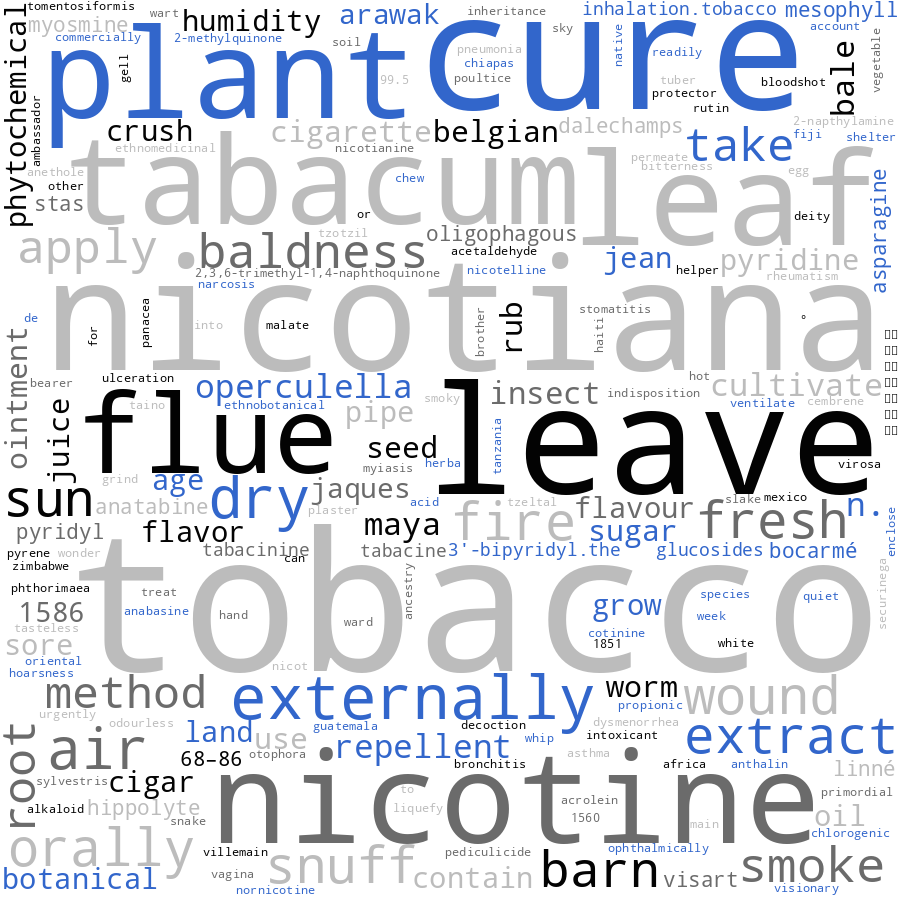 tomentosiformis wart inheritance inhalation.tobacco mesophyll
myosmine humidity arawak sky account
commercially 2-methylquinone soil native
plant cure
phytochemical gell pneumonia readily vegetable
chiapas
99.5 poultice tuber bloodshot bale
protector
rutin
ambassador crush cigarette belgian dalechamps 2-napthylamine
take fiji shelter
ethnomedicinal nicotianine permeate
tabacum leaf
anethole bitterness egg
other chew asparagine
stas or deity
apply baldness tzotzil oligophagous
acetaldehyde jean pyridine
2,3,6-trimethyl-1,4-naphthoquinone nicotelline helper rheumatism
narcosis
nicotiana
de for panacea into malate brother rub stomatitis haiti °
ointment
bearer ulceration operculella insect indisposition hot cultivate
juice taino ethnobotanical pipe smoky ventilate cembrene
flue leave
seed tanzania
myiasis herba virosa
grind age
sun anatabine dry jaques acid tzeltal flavour slake mexico n.
plaster fire fresh
pyridyl flavor maya sugar enclose
pyrene wonder tabacinine tabacine 3'-bipyridyl.the glucosides bocarmé
zimbabwe can
tobacco
phthorimaea treat ancestry species quiet securinega
1586 anabasine hand ward grow week
tasteless cotinine
sore 1851 white
oriental nicot
hoarsness
method externally worm wound
urgently odourless propionic
land guatemala decoction dysmenorrhea
root air use whip intoxicant extract
68–86 otophora repellent asthma
bronchitis africa anthalin linné
nicotine
sylvestris cigar to primordial
alkaloid hippolyte liquefy acrolein oil
snake 1560 main chlorogenic
orally villemain pediculicide ophthalmically
snuff barn smoke
botanical vagina contain visart
nornicotine visionary